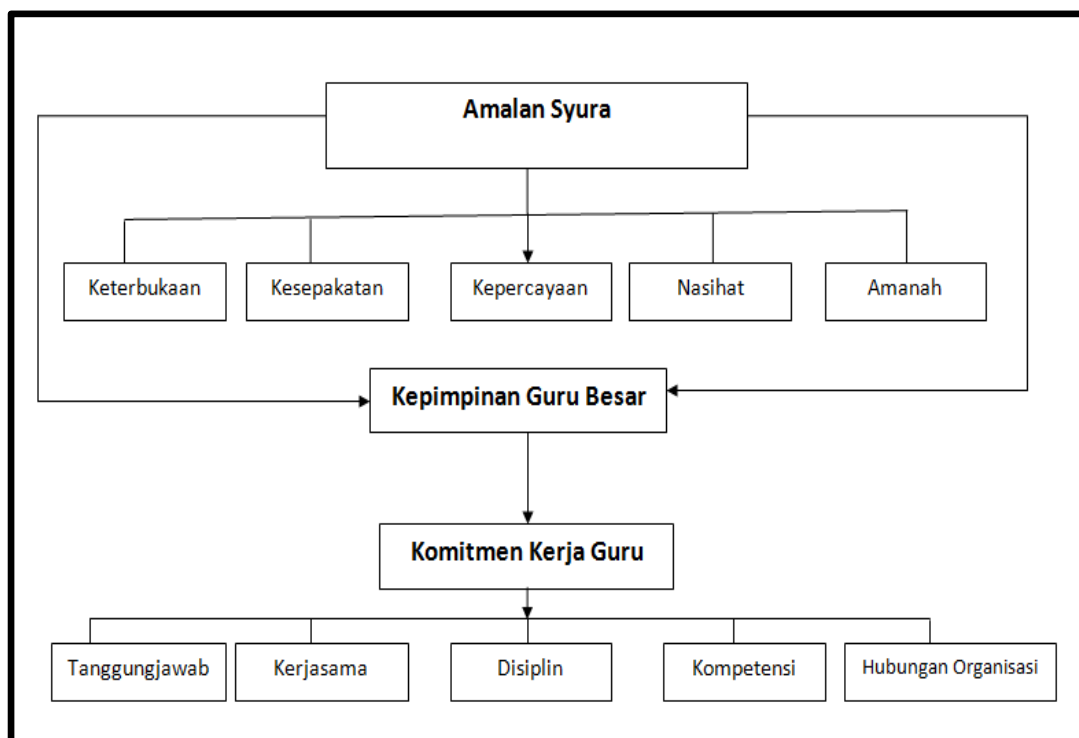 Amalan Syura
Keterbukaan
Kesepakatan
Kepercayaan
Nasihat
Amanah
Kepimpinan Guru Besar
Komitmen Kerja Guru
Tanggungjawab
Kerjasama
Disiplin
Kompetensi
Hubungan Organisasi